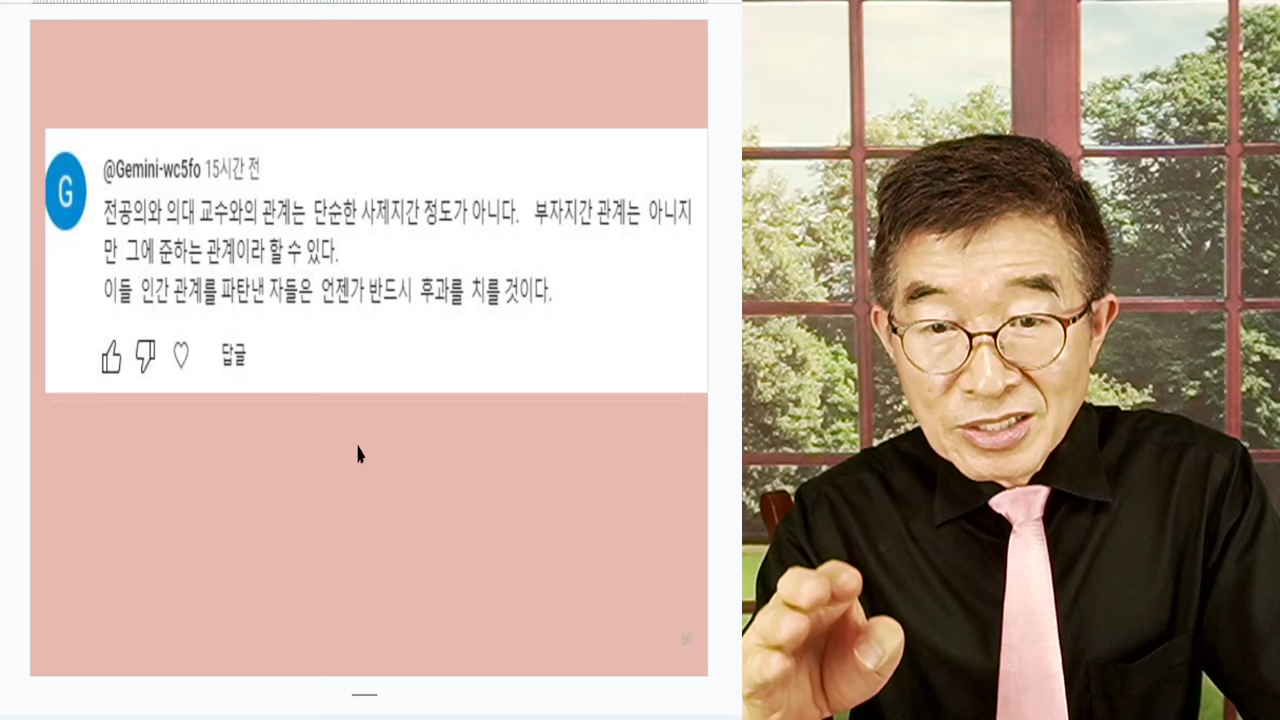 @Gemini-wc5fo 15시간 전
전공의와 의대 교수와의 관계는 단순한 사제지간 정도가 아니다. 부자지간 관계는 아니지
만 그에 준하는 관계이라 할 수 있다.
이들 인간 관계를 파탄낸 자들은 언젠가 반드시 후과를 치를 것이다.
답글
66